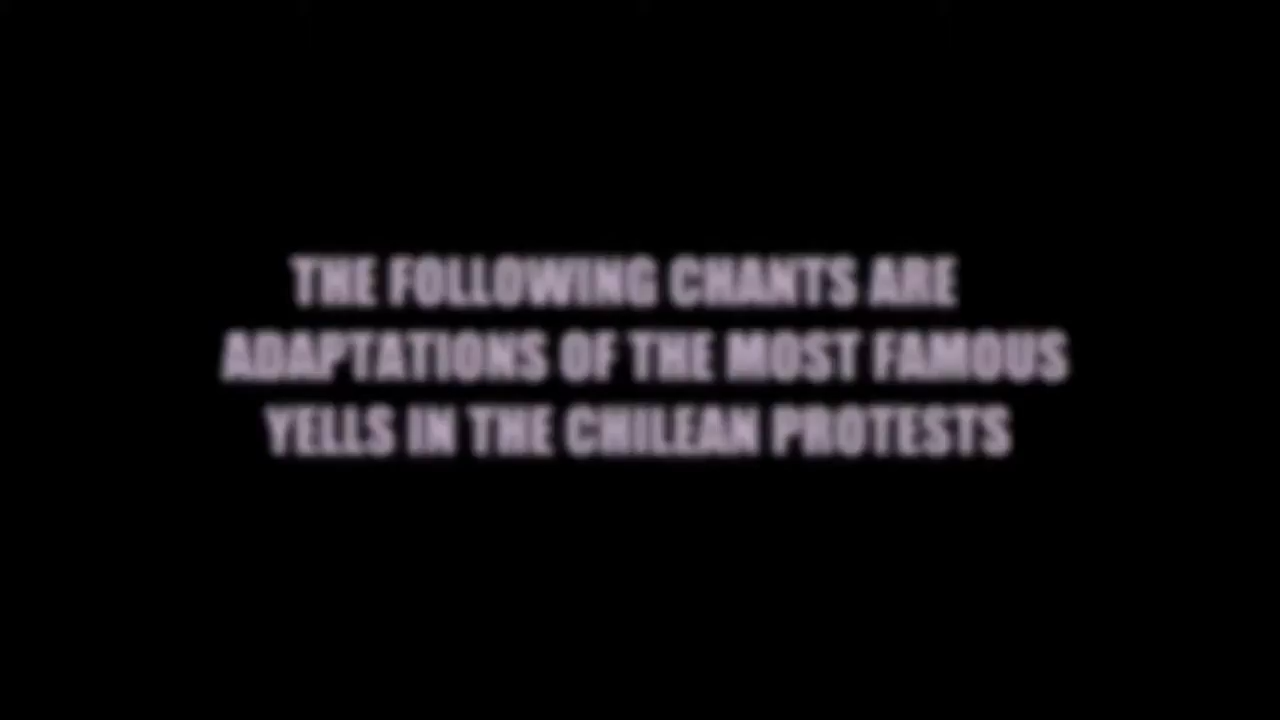 THE FOLLOWING CHANTS ARE
ADAPTATIONS OF THE MOST FAMOUS
YELLS IN THE CHILEAN PROTESTS